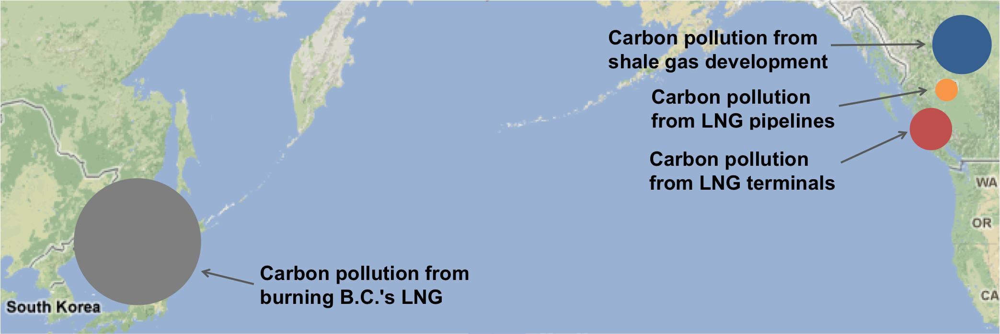 Carbon pollution from
shale gas development
Carbon pollution
from LNG pipelines
Carbon pollution
from LNG terminals
WA
OR
CA
Carbon pollution from
burning B.C.'s LNG
South Korea